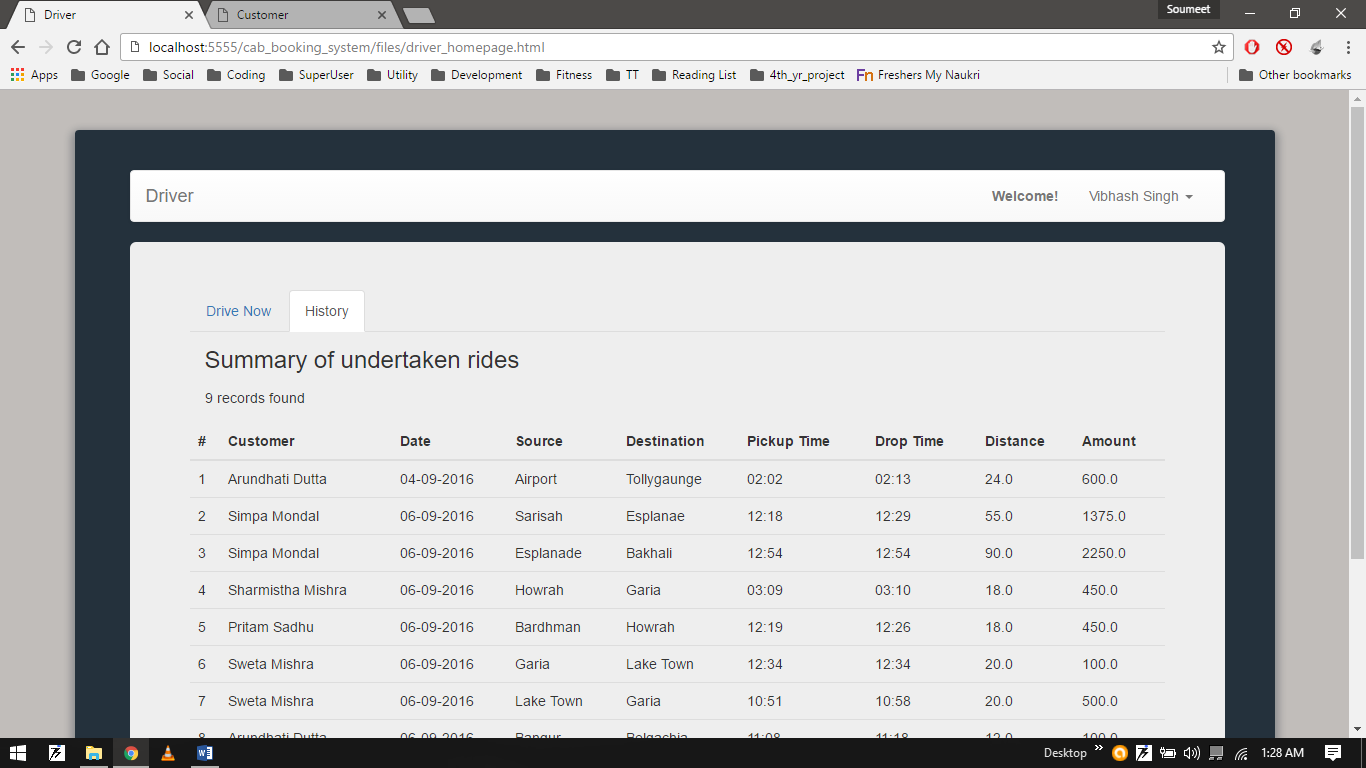 Driver Customer Soumeet
localhost:5555/cab_booking_system/files/driver_homepage.html
Apps Google Social Coding SuperUser Utility Development Fitness TT Reading List 4th_yr_project Fn Freshers My Naukri Other bookmarks
Driver Welcome! Vibhash Singh
Drive Now History
Summary of undertaken rides
9 records found
# Customer Date Source Destination Pickup Time Drop Time Distance Amount
1 Arundhati Dutta 04-09-2016 Airport Tollygaunge 02:02 02:13 24.0 600.0
2 Simpa Mondal 06-09-2016 Sarisah Esplanae 12:18 12:29 55.0 1375.0
3 Simpa Mondal 06-09-2016 Esplanade Bakhali 12:54 12:54 90.0 2250.0
4 Sharmistha Mishra 06-09-2016 Howrah Garia 03:09 03:10 18.0 450.0
5 Pritam Sadhu 06-09-2016 Bardhman Howrah 12:19 12:26 18.0 450.0
6 Sweta Mishra 06-09-2016 Garia Lake Town 12:34 12:34 20.0 100.0
7 Sweta Mishra 06-09-2016 Lake Town Garia 10:51 10:58 20.0 500.0
8 Arundhati Dutta 06-09-2016 Bangur Belgachia 11:08 11:18 12.0 100.0
Desktop 1:28 AM